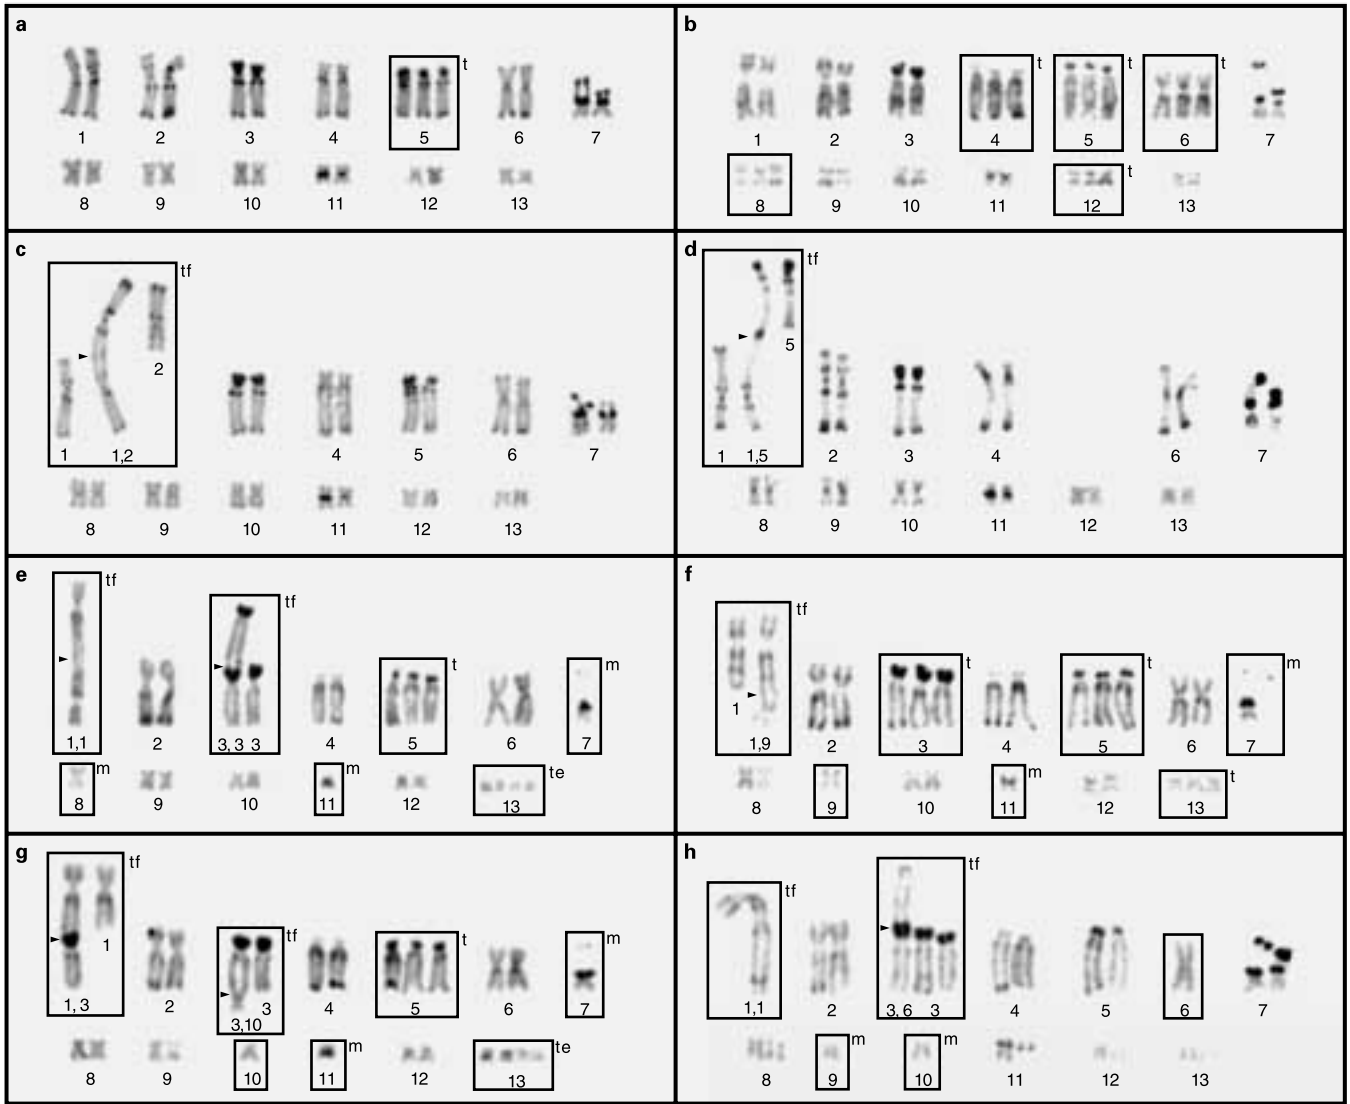 a
t
1 2 3 4 5 6 7
8 9 10 11 12 13
b
t t t
1 2 3 4 5 6 7
t
8 9 10 11 12 13
c
tf
2
1 1,2 4 5 6 7
8 9 10 11 12 13
d
tf
5
1 1,5 2 3 4 6 7
8 9 10 11 12 13
e
tf tf t m
1,1 2 3,3 3 4 5 6 7
m m te
8 9 10 11 12 13
f
tf t t m
1
1,9 2 3 4 5 6 7
m t
8 9 10 11 12 13
g
tf tf t m
1
1,3 2 3 4 5 6 7
3,10
m te
8 9 10 11 12 13
h
tf tf
1,1 2 3,6 3 4 5 6 7
m m
8 9 10 11 12 13